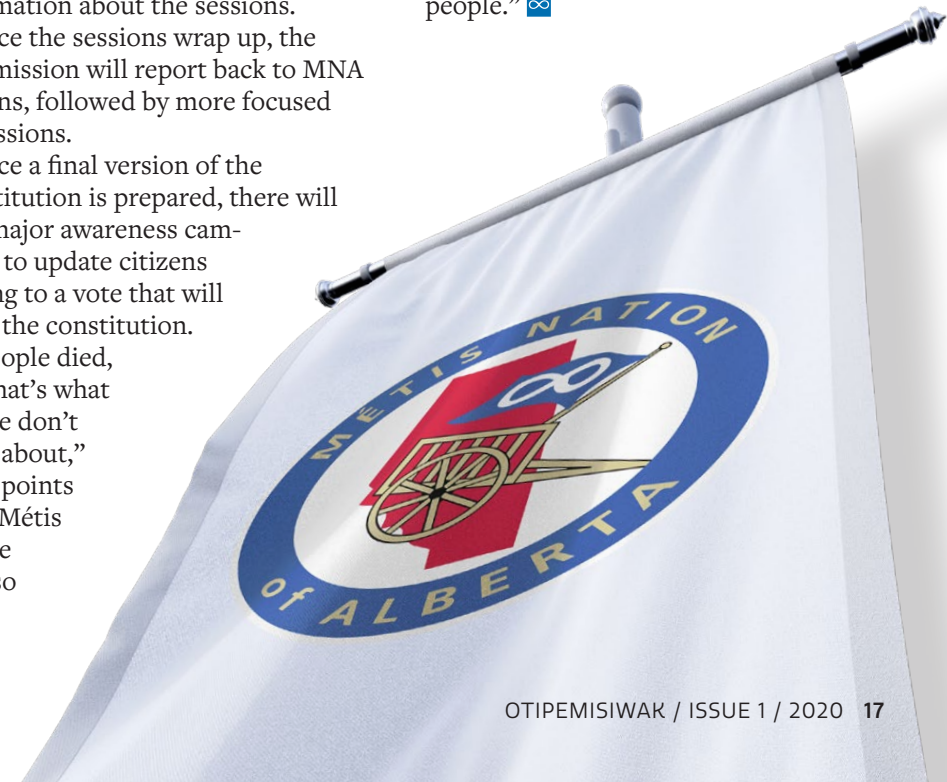 mation about the sessions.
ce the sessions wrap up, the
mission will report back to MNA
ns, followed by more focused
ssions.
ce a final version of the
titution is prepared, there will
major awareness cam-
to update citizens
ng to a vote that will
the constitution.
ople died,
hat's what
e don't
about,"
points
Métis
e
so
people."
MÉTIS NATION
of ALBERTA
OTIPEMISIWAK / ISSUE 1 / 2020 17